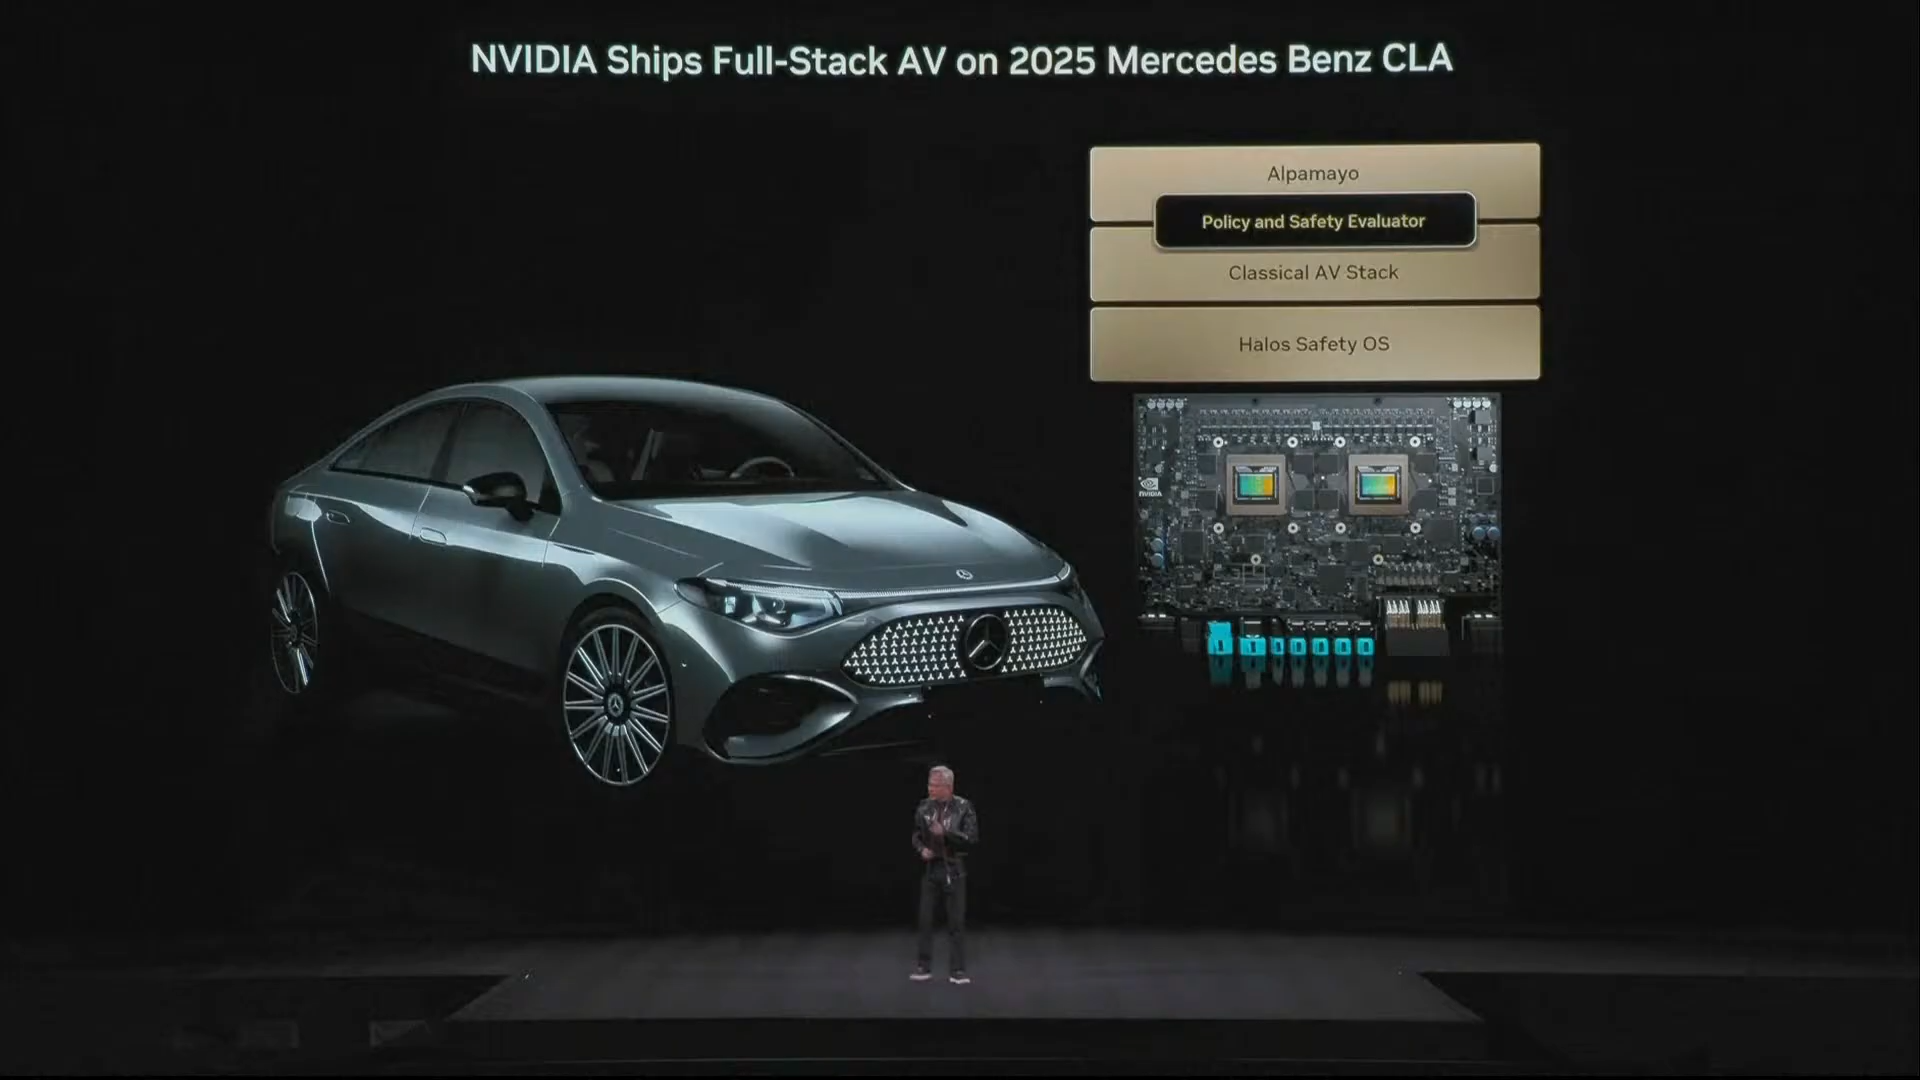 NVIDIA Ships Full-Stack AV on 2025 Mercedes Benz CLA
Alpamayo
Policy and Safety Evaluator
Classical AV Stack
Halos Safety OS
NVIDIA